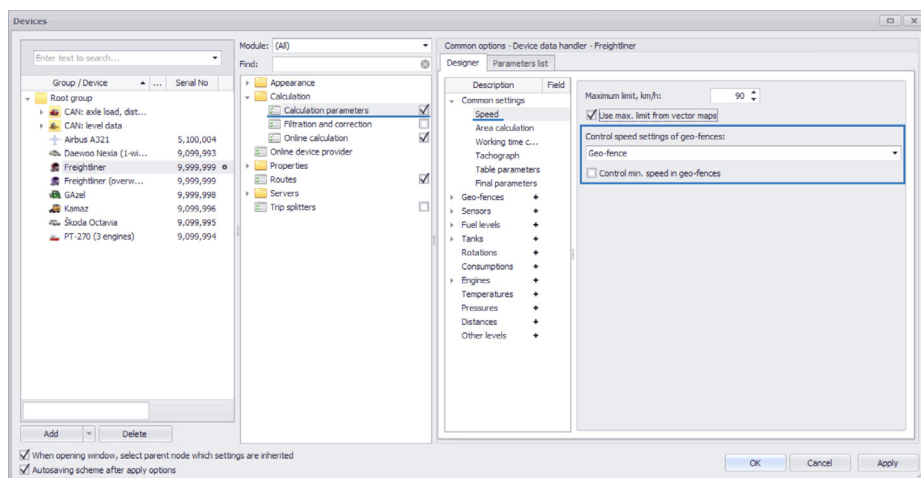 Devices
Enter text to search...
Group / Device ... Serial No
Root group
CAN: axle load, dist...
CAN: level data
Airbus A321 5,100,004
Daewoo Nexia (1-wi... 9,099,993
Freightliner 9,999,999
Freightliner (overw... 9,999,999
GAzel 9,999,998
Kamaz 9,099,996
Škoda Octavia 9,099,995
PT-270 (3 engines) 9,099,994
Add Delete
Module: (All)
Find:
Appearance
Calculation
Calculation parameters
Filtration and correction
Online calculation
Online device provider
Properties
Routes
Servers
Trip splitters
Common options - Device data handler - Freightliner
Designer Parameters list
Description Field
Common settings
Speed
Area calculation
Working time c...
Tachograph
Table parameters
Final parameters
Geo-fences +
Sensors +
Fuel levels +
Tanks +
Rotations +
Consumptions +
Engines +
Temperatures +
Pressures +
Distances +
Other levels +
Maximum limit, km/h: 90
Use max. limit from vector maps
Control speed settings of geo-fences:
Geo-fence
Control min. speed in geo-fences
When opening window, select parent node which settings are inherited
Autosaving scheme after apply options
OK Cancel Apply